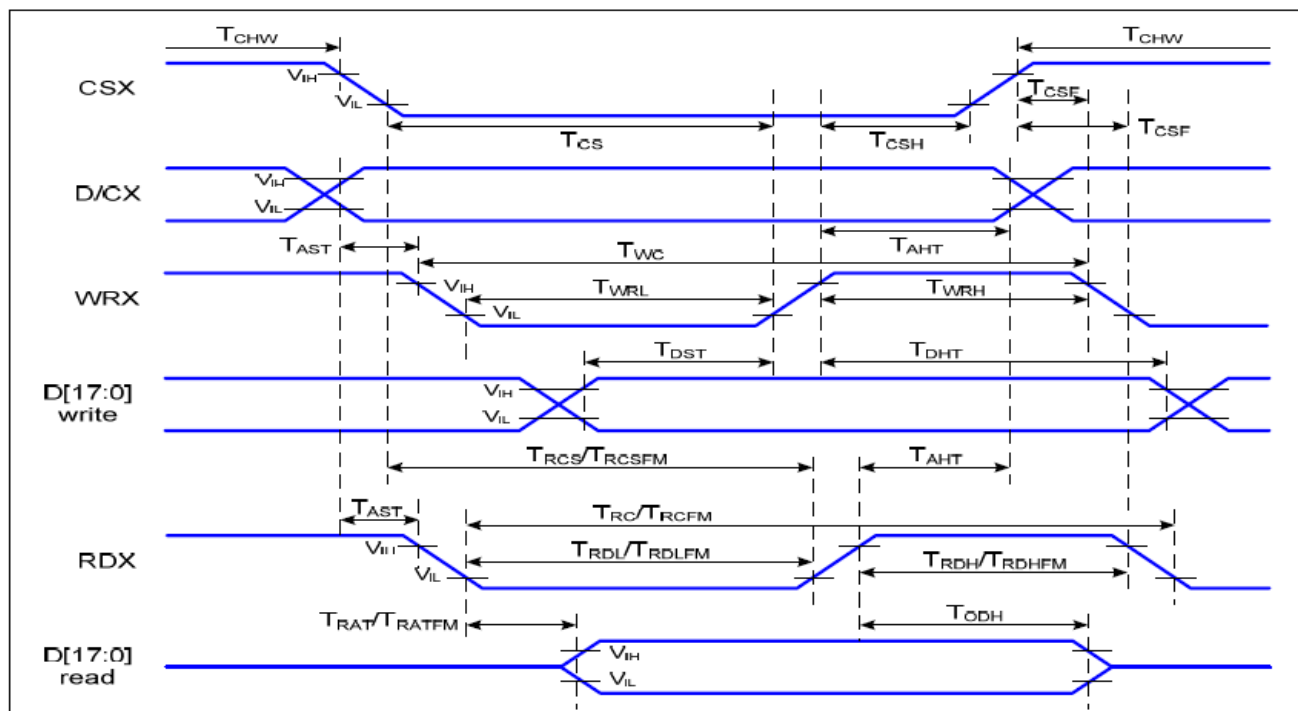 TCHW
TCHW
CSX
VIH
VIL
TCSF
TCSF
TCS
TCSH
D/CX
VIH
VIL
TAST
TWC
TAHT
WRX
VIH
VIL
TWRL
TWRH
TDST
TDHT
D[17:0]
write
VIH
VIL
TRCS/TRCSFM
TAHT
TAST
TRC/TRCFM
RDX
VIH
VIL
TRDL/TRDLFM
TRDH/TRDHFM
TRAT/TRATFM
TODH
D[17:0]
read
VIH
VIL